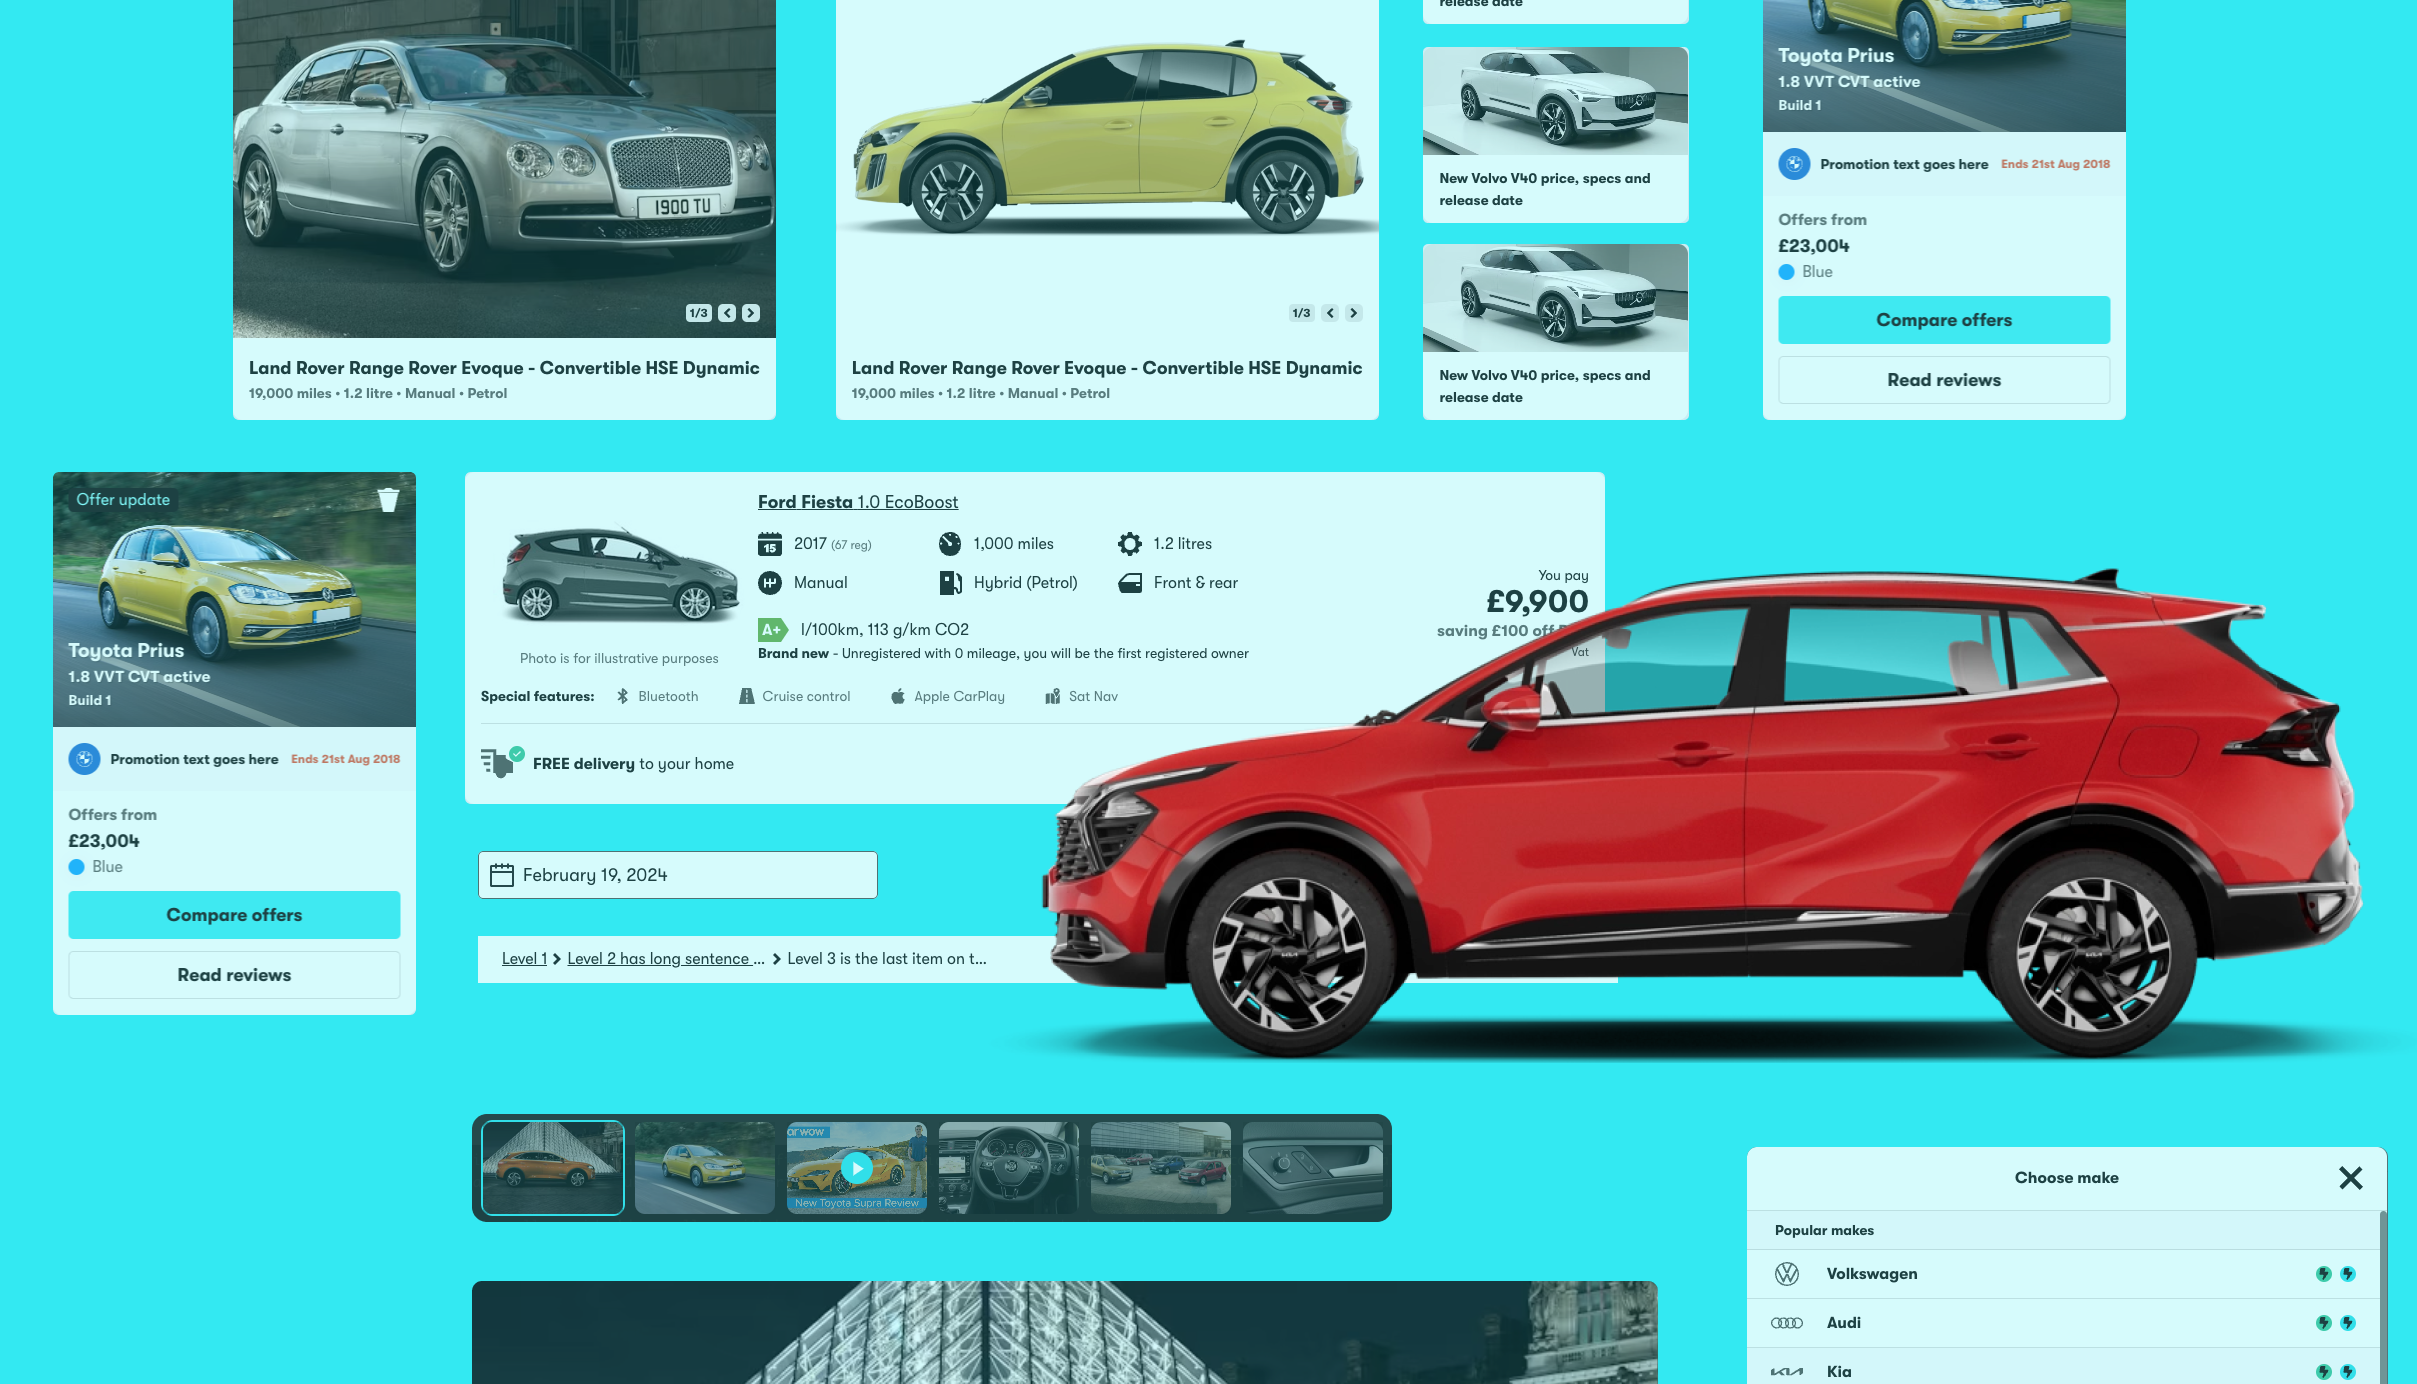 release date
New Volvo V40 price, specs and
release date
New Volvo V40 price, specs and
release date
1900 TU
1/3
Land Rover Range Rover Evoque - Convertible HSE Dynamic
19,000 miles • 1.2 litre • Manual • Petrol
1/3
Land Rover Range Rover Evoque - Convertible HSE Dynamic
19,000 miles • 1.2 litre • Manual • Petrol
Toyota Prius
1.8 VVT CVT active
Build 1
Promotion text goes here Ends 21st Aug 2018
Offers from
£23,004
Blue
Compare offers
Read reviews
Offer update
Toyota Prius
1.8 VVT CVT active
Build 1
Promotion text goes here Ends 21st Aug 2018
Offers from
£23,004
Blue
Compare offers
Read reviews
Ford Fiesta 1.0 EcoBoost
15 2017 (67 reg) 1,000 miles 1.2 litres
Manual Hybrid (Petrol) Front & rear
A+ l/100km, 113 g/km CO2
Brand new - Unregistered with 0 mileage, you will be the first registered owner
Photo is for illustrative purposes
You pay
£9,900
saving £100 off
Vat
Special features: Bluetooth Cruise control Apple CarPlay Sat Nav
FREE delivery to your home
February 19, 2024
Level 1 Level 2 has long sentence ... Level 3 is the last item on t...
arwow
New Toyota Supra Review
Choose make
Popular makes
Volkswagen
Audi
Kia